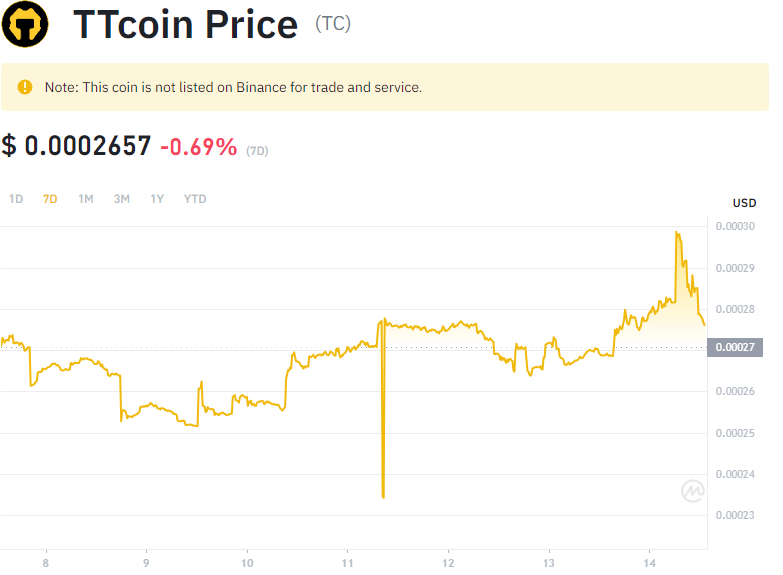 TTcoin Price (TC)
Note: This coin is not listed on Binance for trade and service.
$ 0.0002657 -0.69% (7D)
1D 7D 1M 3M 1Y YTD
USD
0.00030
0.00029
0.00028
0.00027
0.00026
0.00025
0.00024
0.00023
8 9 10 11 12 13 14